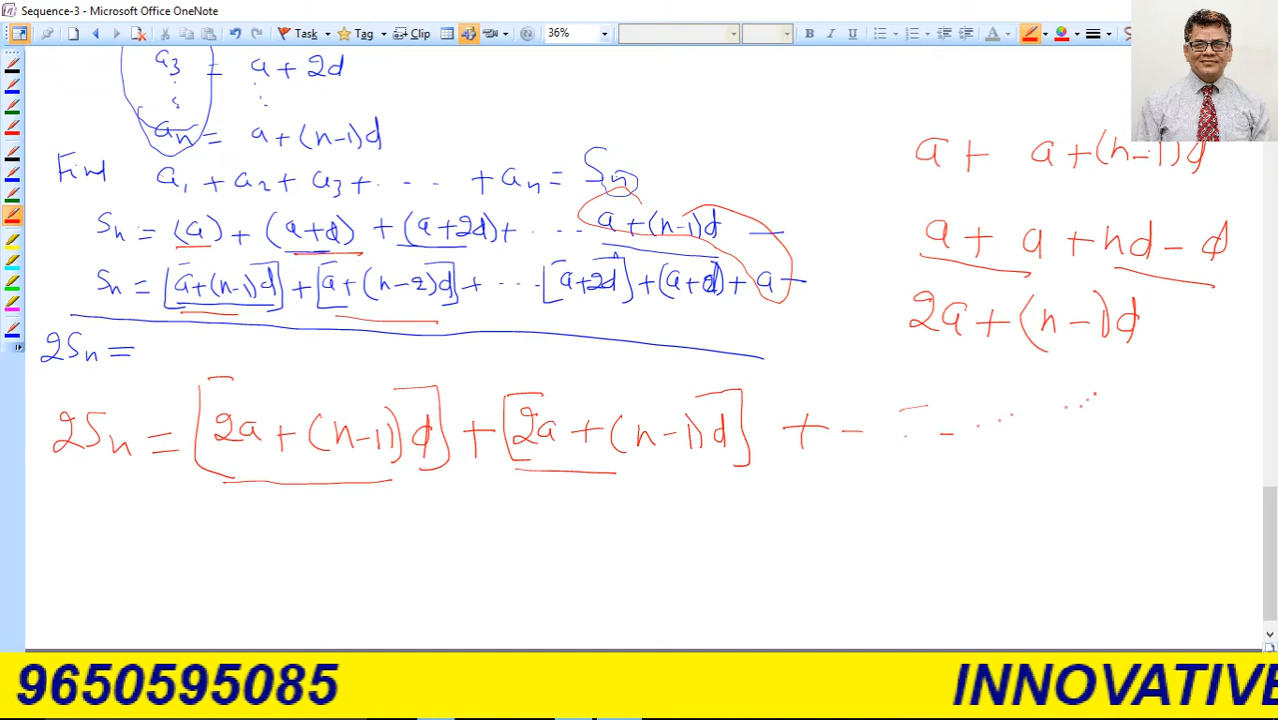 Sequence-3 - Microsoft Office OneNote
Task Tag Clip 36% B I U A
a3 = a + 2d
an = a + (n-1)d
Find a1 + a2 + a3 + ... + an = Sn
Sn = (a) + (a+d) + (a+2d) + ... a + (n-1)d
Sn = [a+(n-1)d] + [a+(n-2)d] + ... [a+2d] + (a+d) + a
2Sn =
2Sn = [2a + (n-1)d] + [2a + (n-1)d] + - - - ......
a + a+(n-1)d
a + a + nd - d
2a + (n-1)d
9650595085 INNOVATIVE